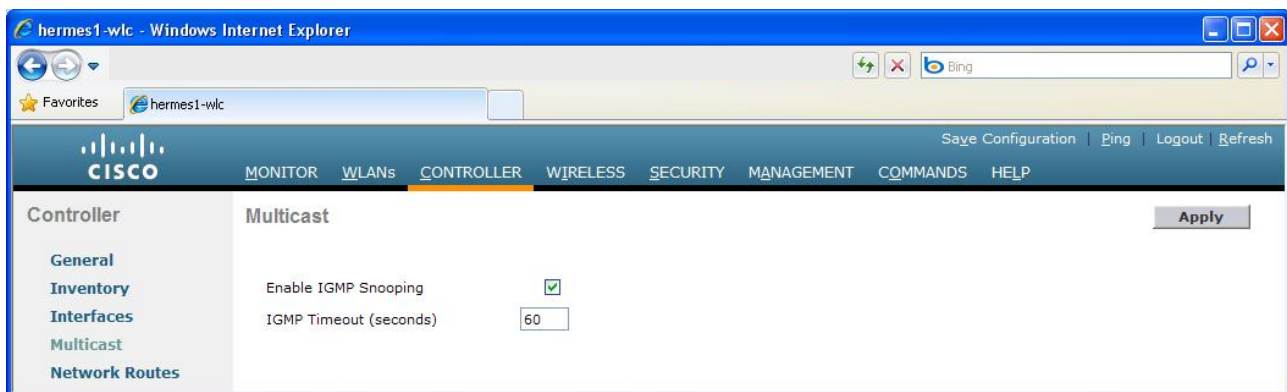 hermes1-wlc - Windows Internet Explorer
Bing
Favorites hermes1-wlc
Save Configuration | Ping | Logout | Refresh
CISCO MONITOR WLANs CONTROLLER WIRELESS SECURITY MANAGEMENT COMMANDS HELP
Controller Multicast Apply
General
Inventory Enable IGMP Snooping
Interfaces IGMP Timeout (seconds) 60
Multicast
Network Routes